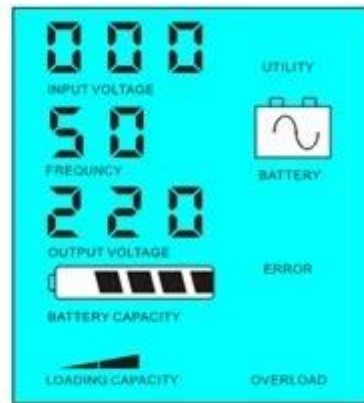 000
UTILITY
INPUT VOLTAGE
50
FREQUNCY
BATTERY
220
OUTPUT VOLTAGE
ERROR
BATTERY CAPACITY
LOADING CAPACITY
OVERLOAD